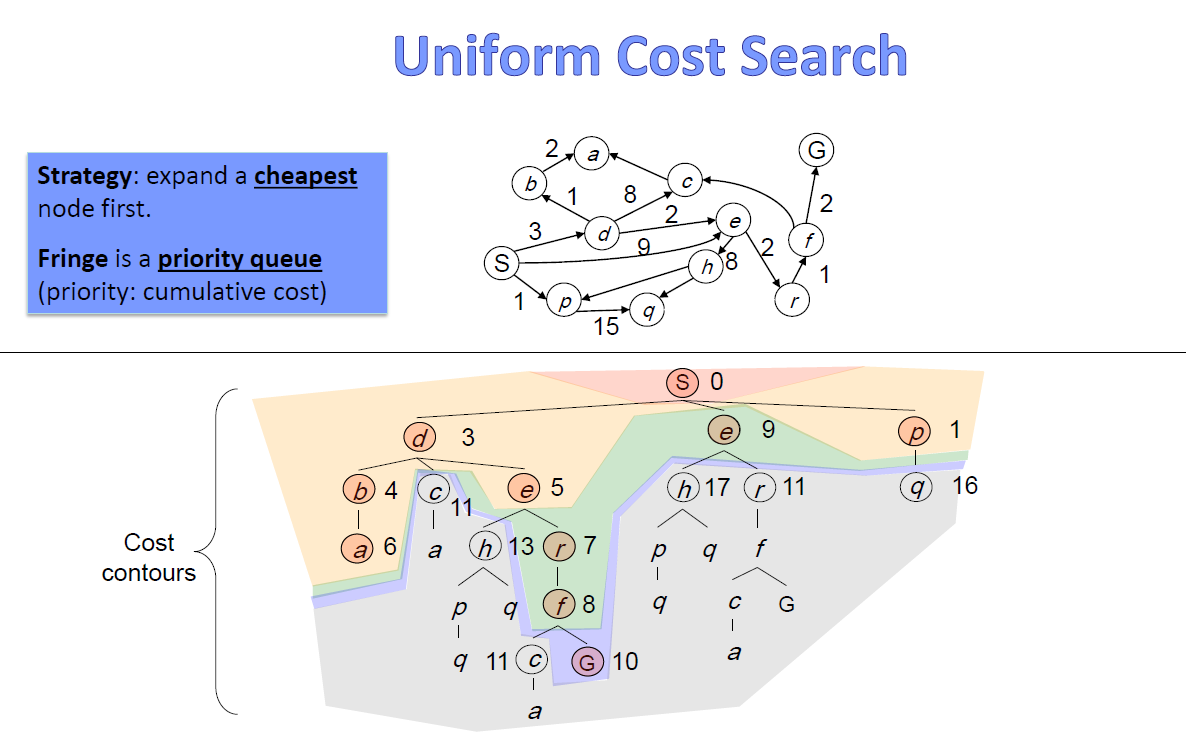 Uniform Cost Search
Strategy: expand a cheapest
node first.
Fringe is a priority queue
(priority: cumulative cost)
2 a G
b c
1 8 2 e 2
3 d f
9 2
S h 8
1 p 1
q r
15
S 0
d 3 e 9 p 1
b 4 c e 5 h 17 r 11 q 16
11
Cost
contours
a 6 a h 13 r 7 p q f
p q f 8 q c G
q 11 c G 10 a
a